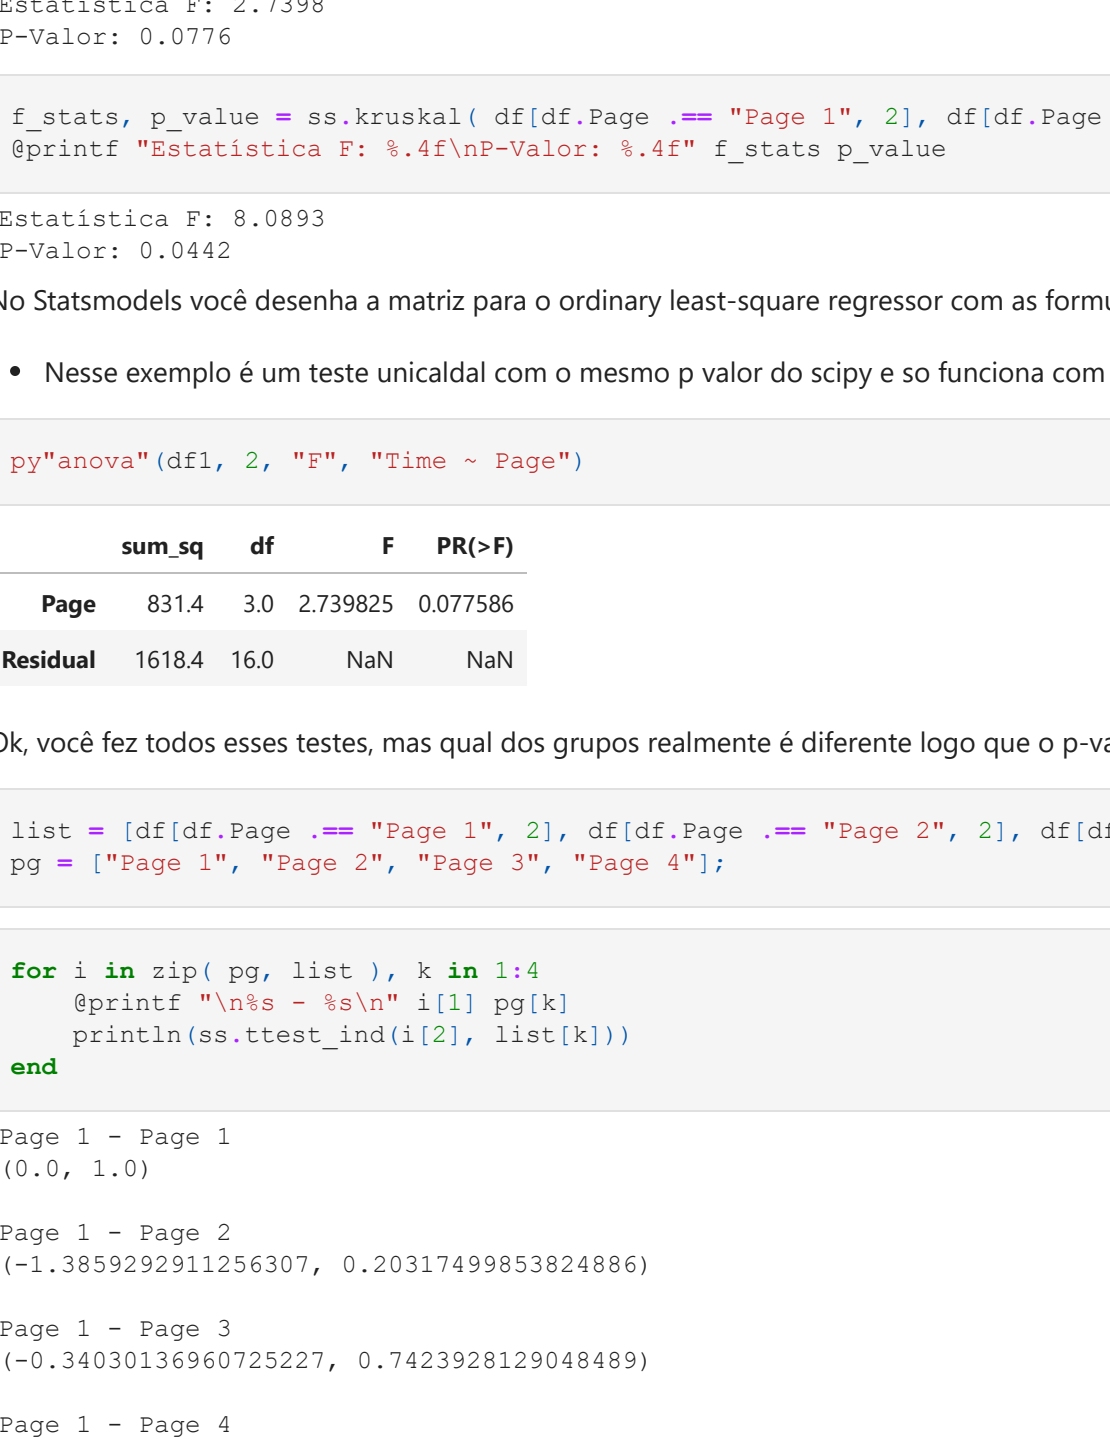 Estatística F: 2.7398
P-Valor: 0.0776
f_stats, p_value = ss.kruskal( df[df.Page .== "Page 1", 2], df[df.Page
@printf "Estatística F: %.4f\nP-Valor: %.4f" f_stats p_value
Estatística F: 8.0893
P-Valor: 0.0442
No Statsmodels você desenha a matriz para o ordinary least-square regressor com as formu
• Nesse exemplo é um teste unicaldal com o mesmo p valor do scipy e so funciona com
py"anova"(df1, 2, "F", "Time ~ Page")
sum_sq df F PR(>F)
Page 831.4 3.0 2.739825 0.077586
Residual 1618.4 16.0 NaN NaN
Ok, você fez todos esses testes, mas qual dos grupos realmente é diferente logo que o p-va
list = [df[df.Page .== "Page 1", 2], df[df.Page .== "Page 2", 2], df[df
pg = ["Page 1", "Page 2", "Page 3", "Page 4"];
for i in zip( pg, list ), k in 1:4
    @printf "\n%s - %s\n" i[1] pg[k]
    println(ss.ttest_ind(i[2], list[k]))
end
Page 1 - Page 1
(0.0, 1.0)
Page 1 - Page 2
(-1.3859292911256307, 0.20317499853824886)
Page 1 - Page 3
(-0.34030136960725227, 0.7423928129048489)
Page 1 - Page 4